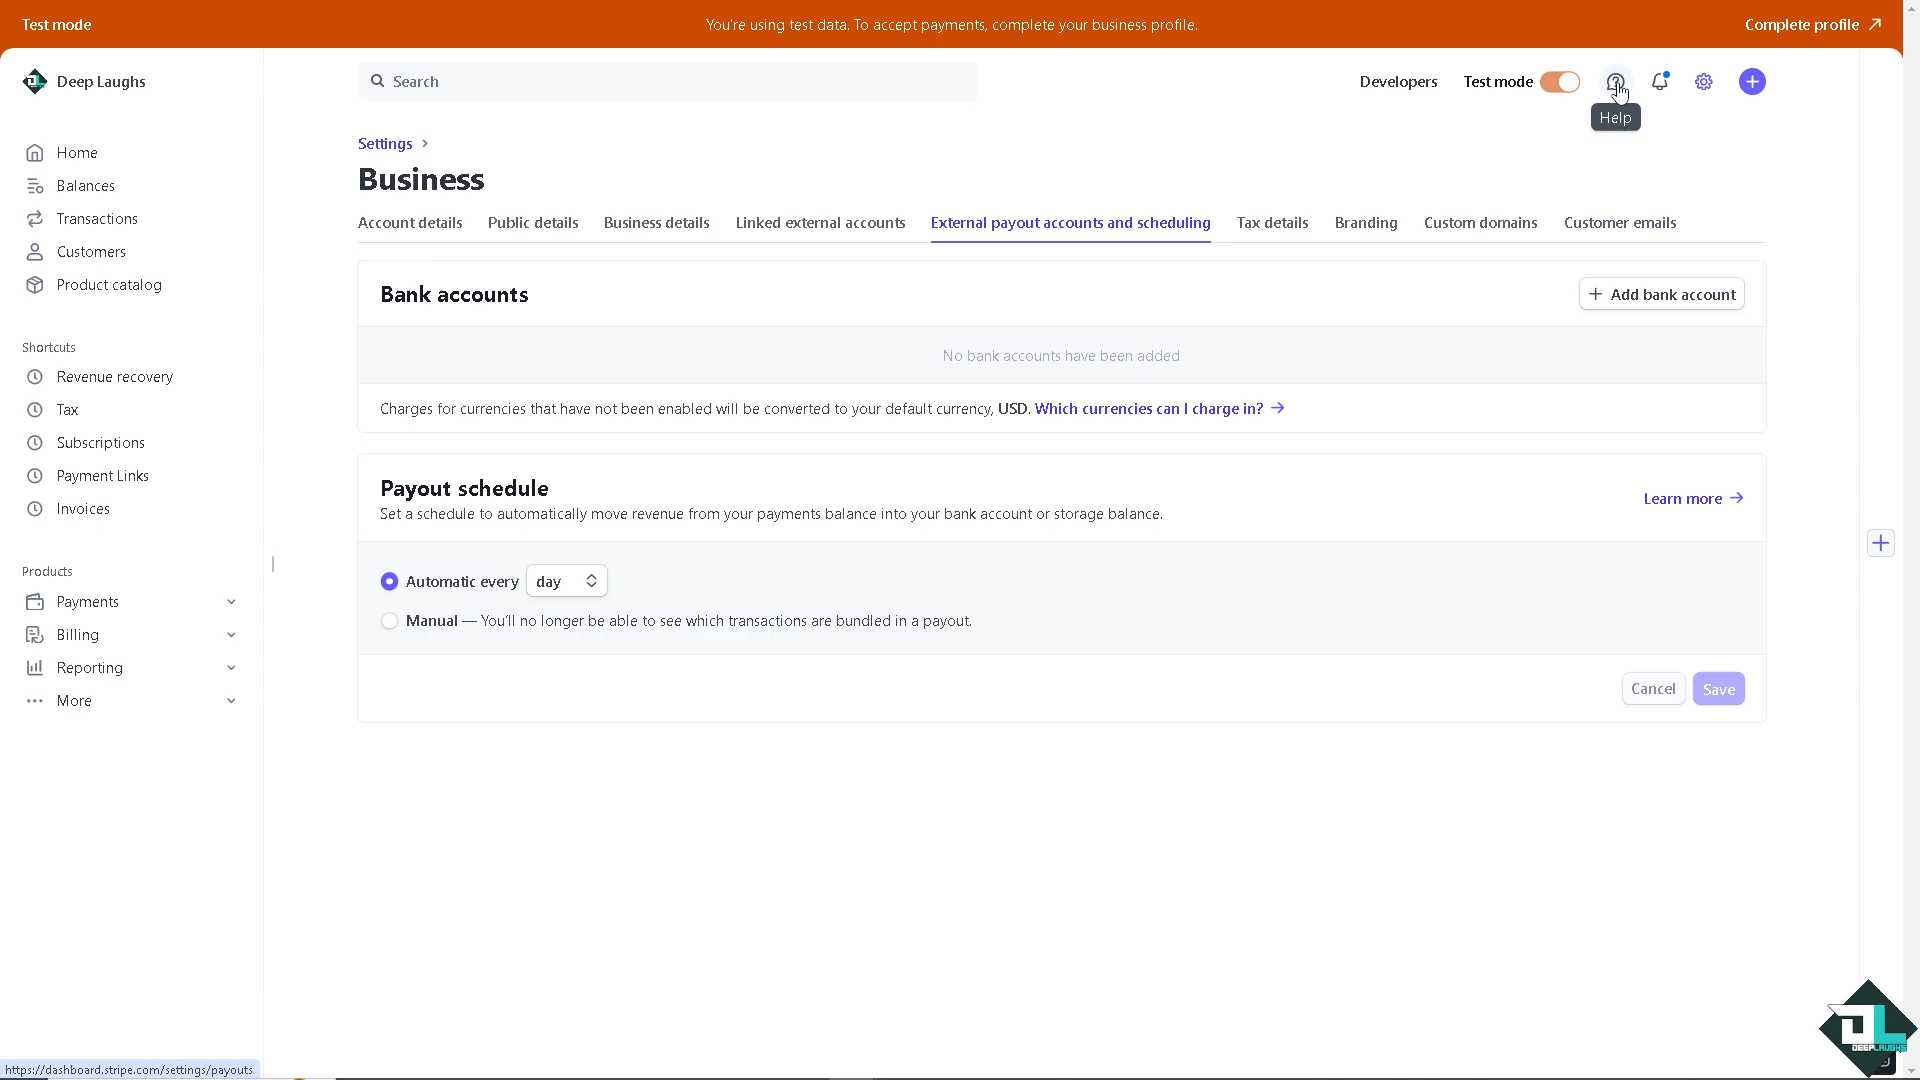 Test mode
You're using test data. To accept payments, complete your business profile.
Complete profile
Deep Laughs
Search
Developers
Test mode
Help
Home
Balances
Transactions
Customers
Product catalog
Shortcuts
Revenue recovery
Tax
Subscriptions
Payment Links
Invoices
Products
Payments
Billing
Reporting
More
Settings
Business
Account details
Public details
Business details
Linked external accounts
External payout accounts and scheduling
Tax details
Branding
Custom domains
Customer emails
Bank accounts
+ Add bank account
No bank accounts have been added
Charges for currencies that have not been enabled will be converted to your default currency, USD. Which currencies can I charge in? →
Payout schedule
Set a schedule to automatically move revenue from your payments balance into your bank account or storage balance.
Learn more →
Automatic every day
Manual — You'll no longer be able to see which transactions are bundled in a payout.
Cancel
Save
https://dashboard.stripe.com/settings/payouts
DL
DEEPLAUGHS